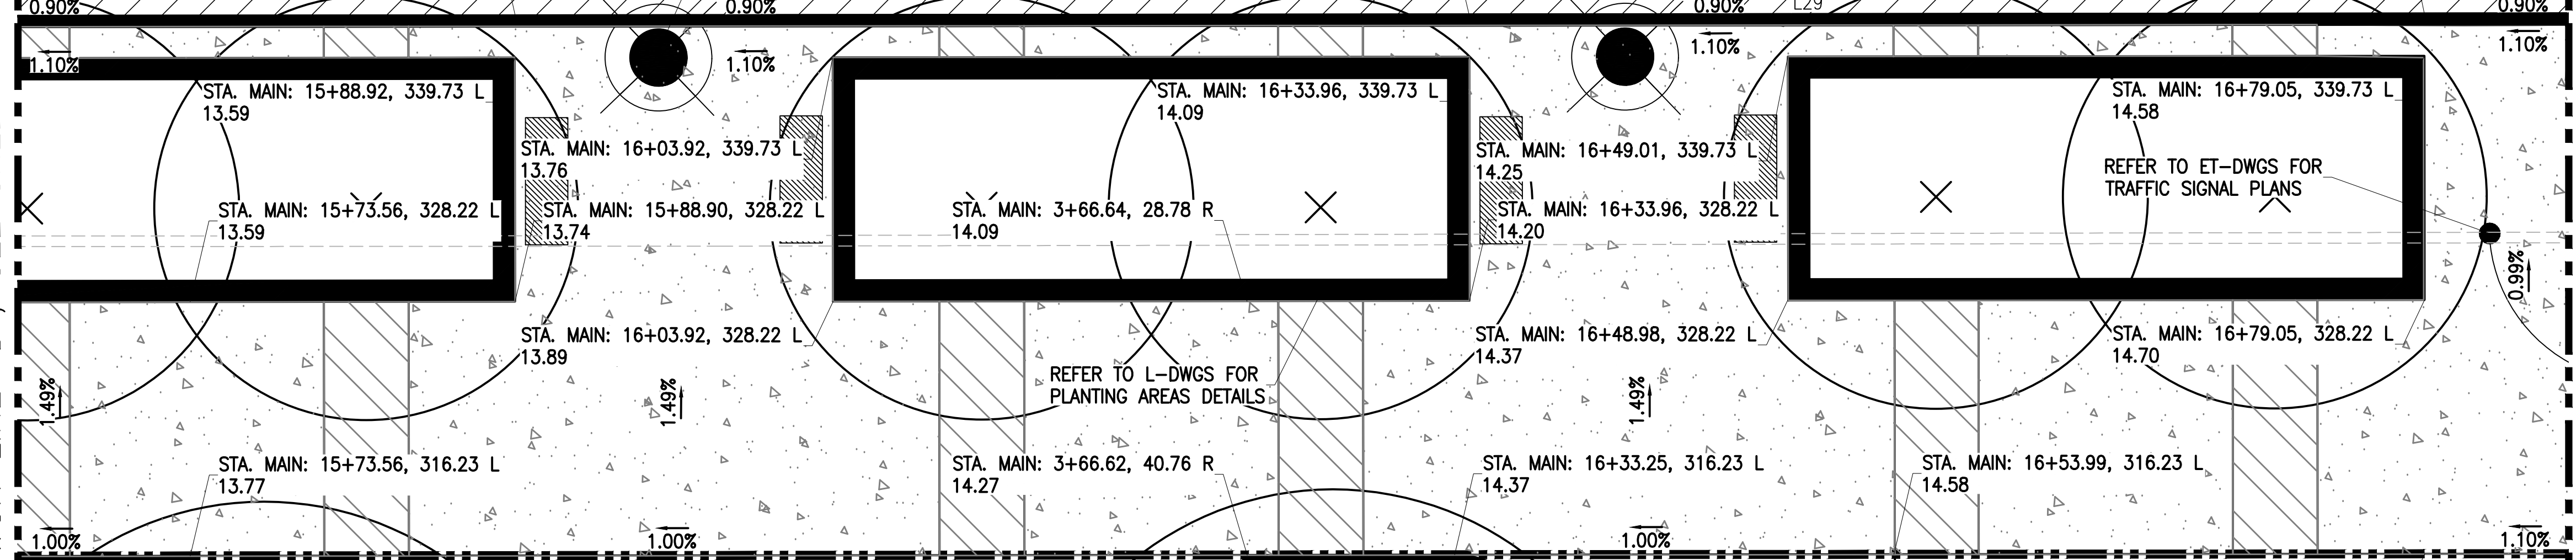 0.90%
0.90%
0.90%
L29
0.90%
1.10%
1.10%
1.10%
1.10%
STA. MAIN: 15+88.92, 339.73 L
13.59
STA. MAIN: 16+33.96, 339.73 L
14.09
STA. MAIN: 16+79.05, 339.73 L
14.58
STA. MAIN: 16+03.92, 339.73 L
13.76
STA. MAIN: 16+49.01, 339.73 L
14.25
REFER TO ET-DWGS FOR
TRAFFIC SIGNAL PLANS
STA. MAIN: 15+73.56, 328.22 L
13.59
STA. MAIN: 15+88.90, 328.22 L
13.74
STA. MAIN: 3+66.64, 28.78 R
14.09
STA. MAIN: 16+33.96, 328.22 L
14.20
0.99%
STA. MAIN: 16+03.92, 328.22 L
13.89
STA. MAIN: 16+48.98, 328.22 L
14.37
STA. MAIN: 16+79.05, 328.22 L
14.70
REFER TO L-DWGS FOR
PLANTING AREAS DETAILS
1.49%
1.49%
1.49%
STA. MAIN: 15+73.56, 316.23 L
13.77
STA. MAIN: 3+66.62, 40.76 R
14.27
STA. MAIN: 16+33.25, 316.23 L
14.37
STA. MAIN: 16+53.99, 316.23 L
14.58
1.00%
1.00%
1.00%
1.10%